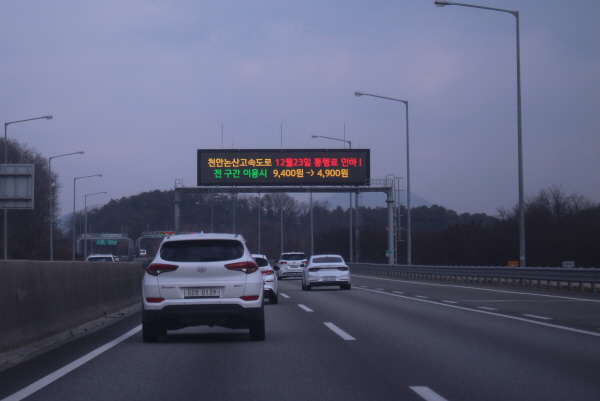 천안논산고속도로 12월23일 통행료 인하!
전 구간 이용시 9,400원 -> 4,900원